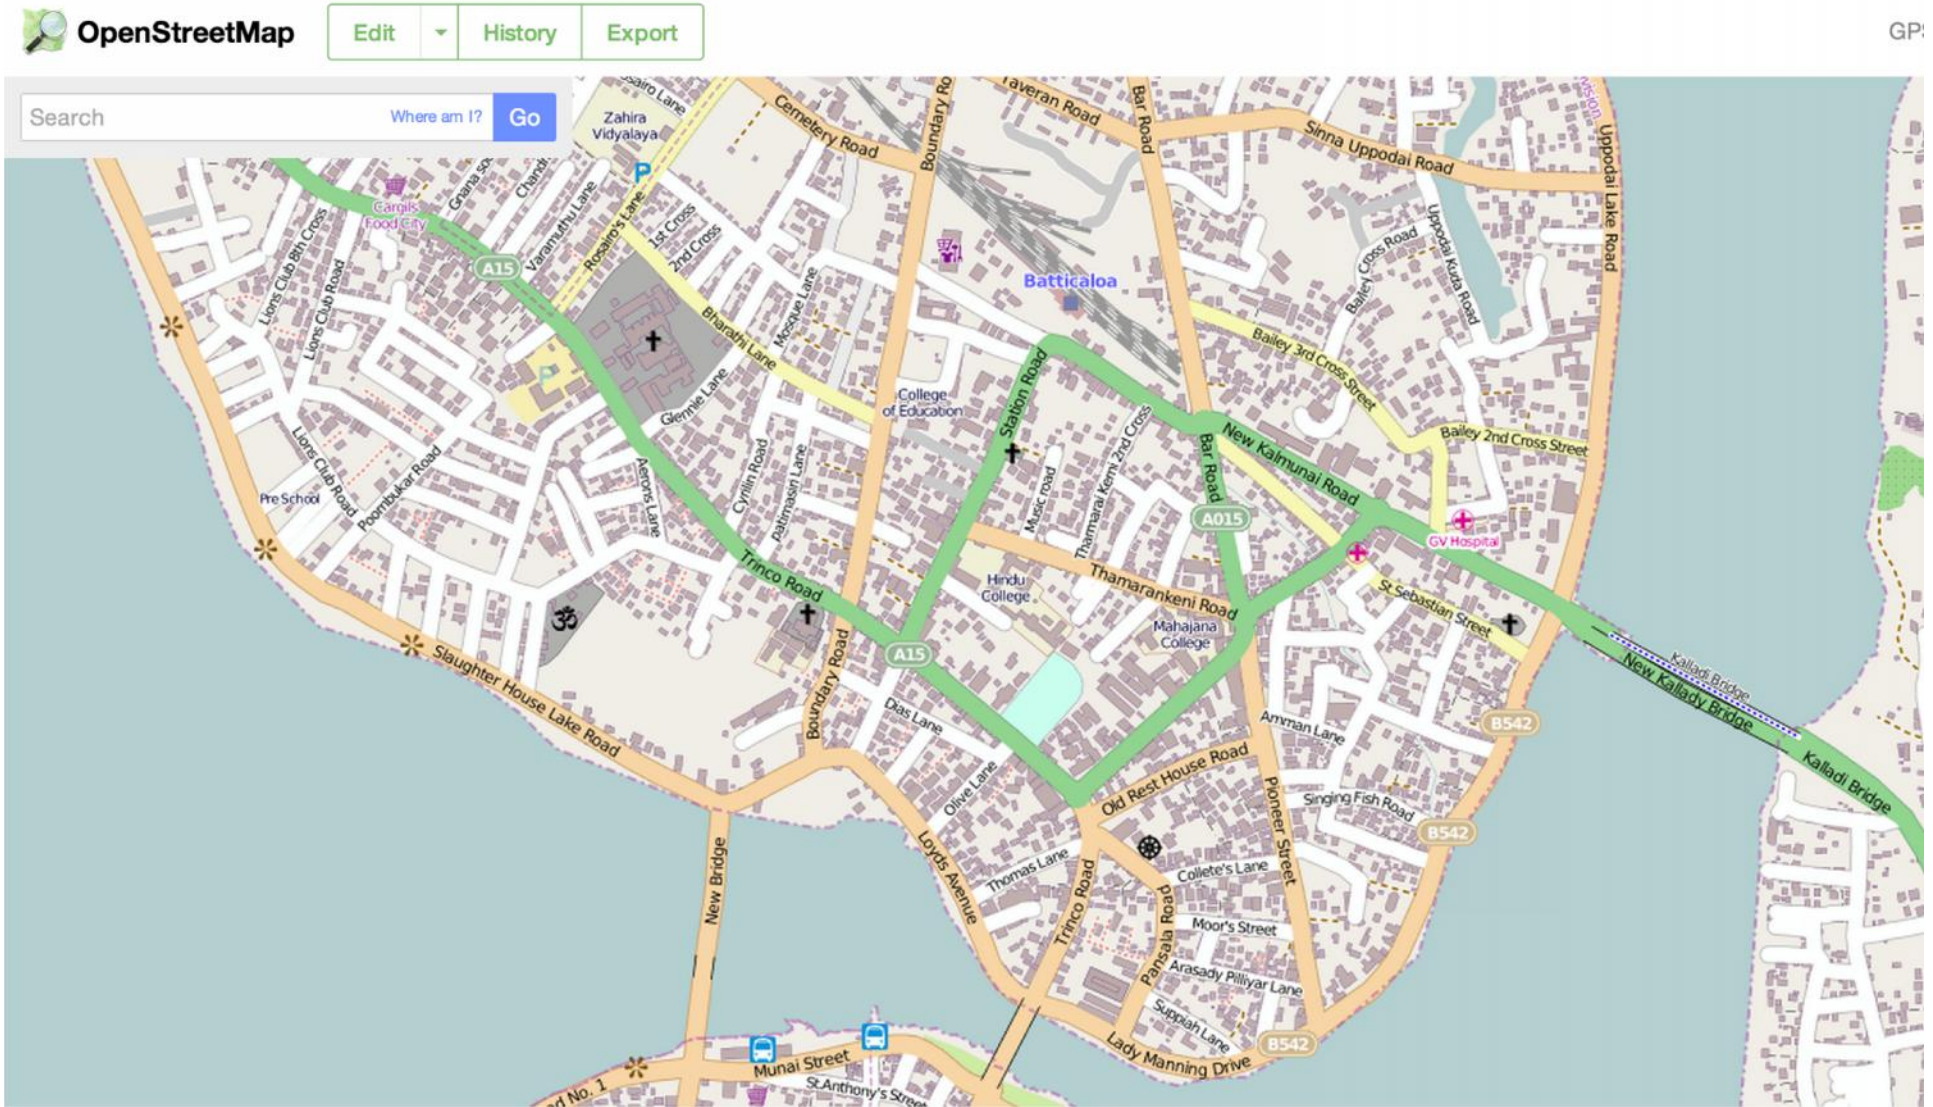 OpenStreetMap
Edit
History
Export
Search
Where am I?
Go
Zahira
Vidyalaya
P
Cemetery Road
Taveran Road
Bar Road
Sinna Uppodai Road
Uppodai Lake Road
Cargils
Food City
Varamuthu Lane
Rosairo's Lane
1st Cross
2nd Cross
Lions Club 8th Cross
Lions Club Road
A15
Mosque Lane
Bharathi Lane
Batticaloa
Bailey Cross Road
Uppodai Kuda Road
Bailey 3rd Cross Street
Bailey 2nd Cross Street
P
Glennie Lane
College
of Education
Station Road
New Kalmunai Road
Bar Road
A015
Lions Club Road
Pre School
Poombukar Road
Aerons Lane
Cyrilin Road
patimasin Lane
Music road
Tharmarai Kerni 2nd Cross
GV Hospital
Trinco Road
Hindu
College
Thamarankeni Road
Mahajana
College
St Sebastian Street
ॐ
A15
Boundary Road
Slaughter House Lake Road
Dias Lane
Olive Lane
Amman Lane
B542
Kalladi Bridge
New Kallady Bridge
Kalladi Bridge
Old Rest House Road
Pioneer Street
Singing Fish Road
B542
New Bridge
Loyds Avenue
Thomas Lane
Trinco Road
Collete's Lane
Pansala Road
Moor's Street
Arasady Pilliyar Lane
Suppiah Lane
B542
Lady Manning Drive
Munai Street
St.Anthony's Street